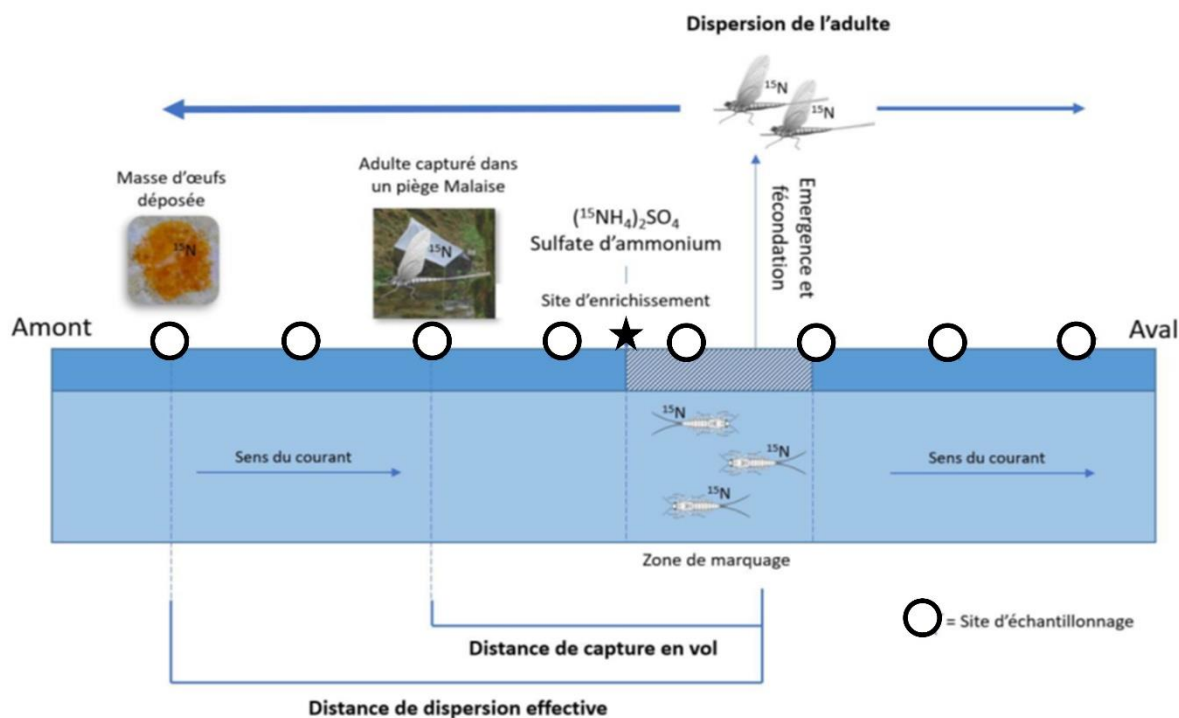 Dispersion de l'adulte
¹⁵N
¹⁵N
Masse d'œufs
déposée
¹⁵N
Adulte capturé dans
un piège Malaise
¹⁵N
(¹⁵NH₄)₂SO₄
Sulfate d'ammonium
Site d'enrichissement
Emergence et
fécondation
Amont
Aval
¹⁵N
¹⁵N
¹⁵N
Sens du courant
Sens du courant
Zone de marquage
= Site d'échantillonnage
Distance de capture en vol
Distance de dispersion effective